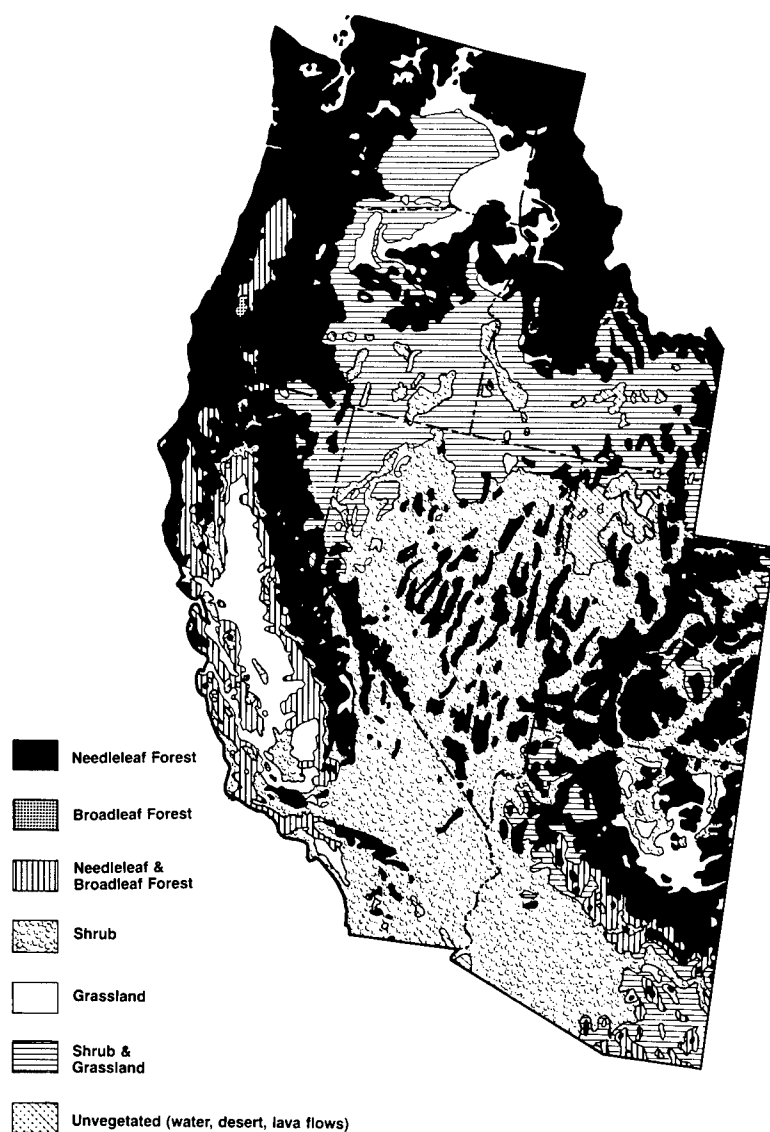 Needleleaf Forest
Broadleaf Forest
Needleleaf &
Broadleaf Forest
Shrub
Grassland
Shrub &
Grassland
Unvegetated (water, desert, lava flows)